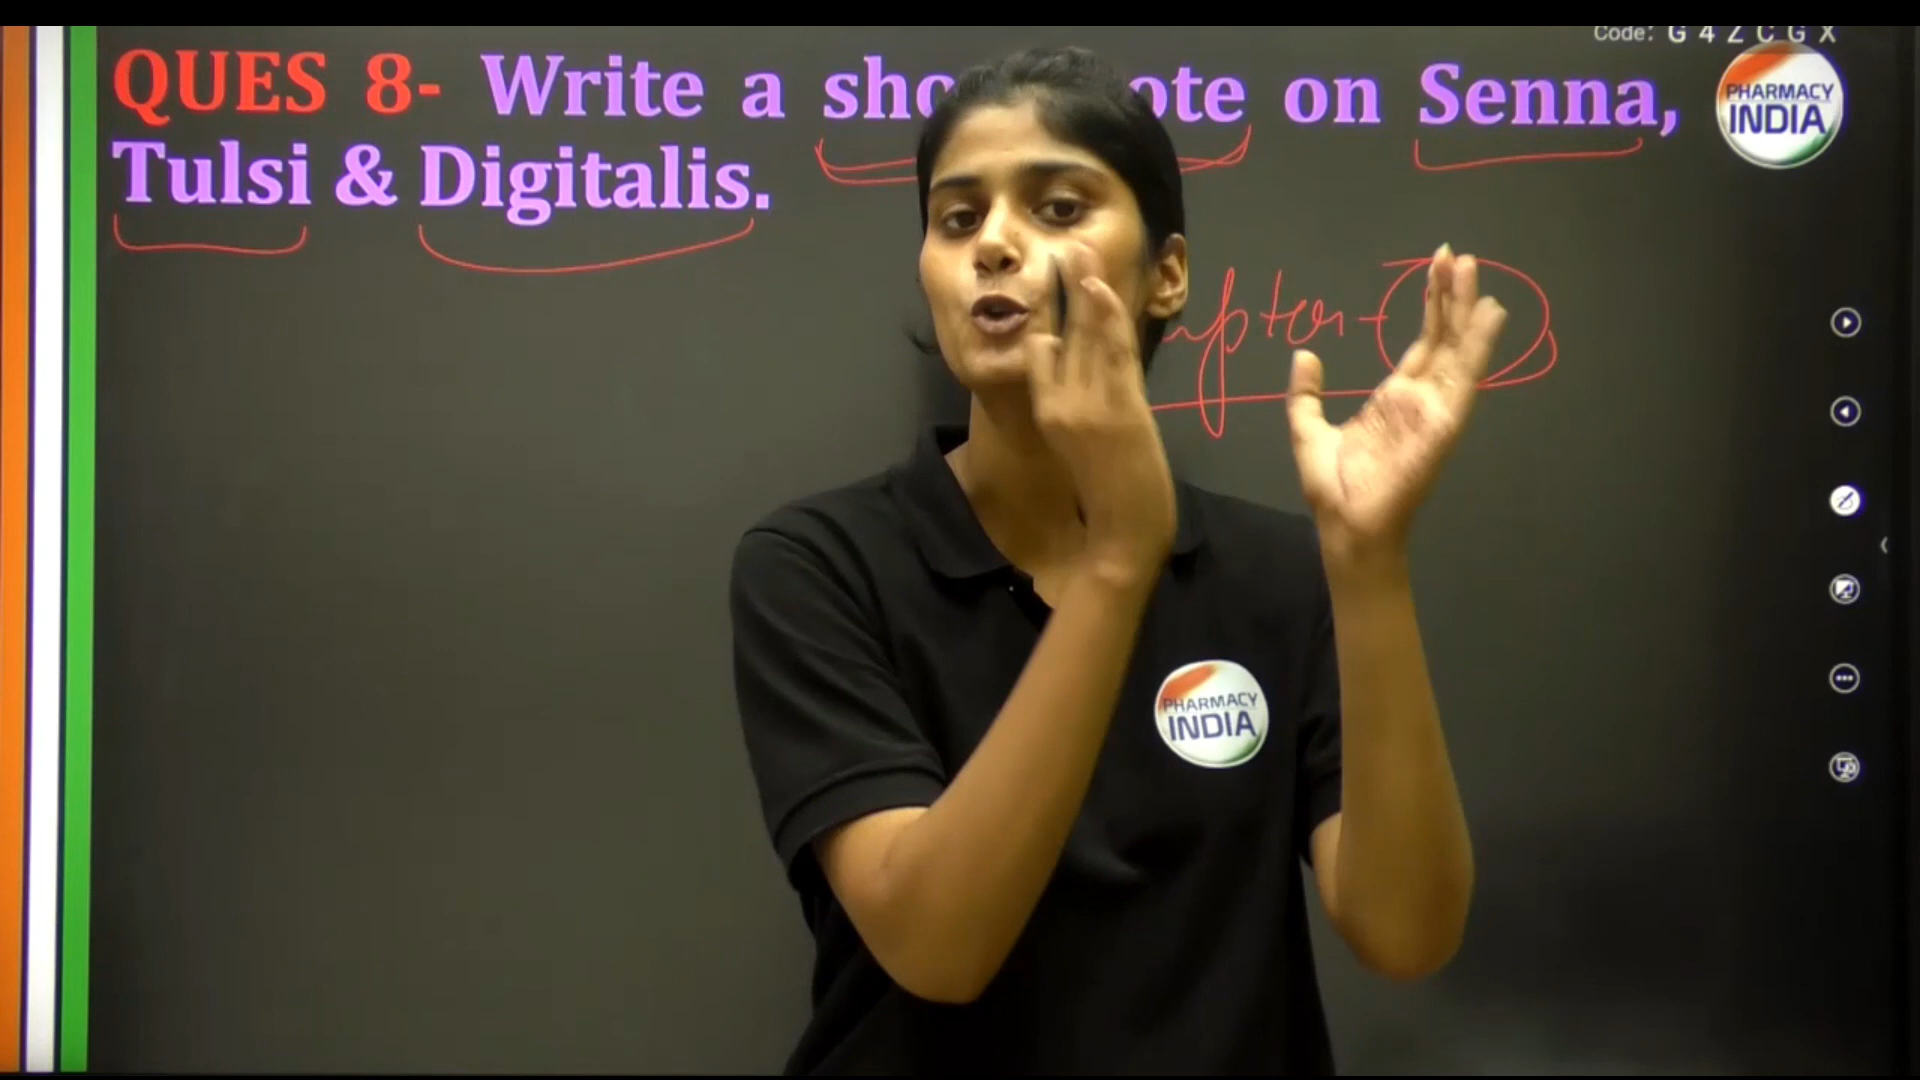 Code: G 4 Z C G X
QUES 8- Write a sho ote on Senna,
Tulsi & Digitalis.
PHARMACY
INDIA
PHARMACY
INDIA